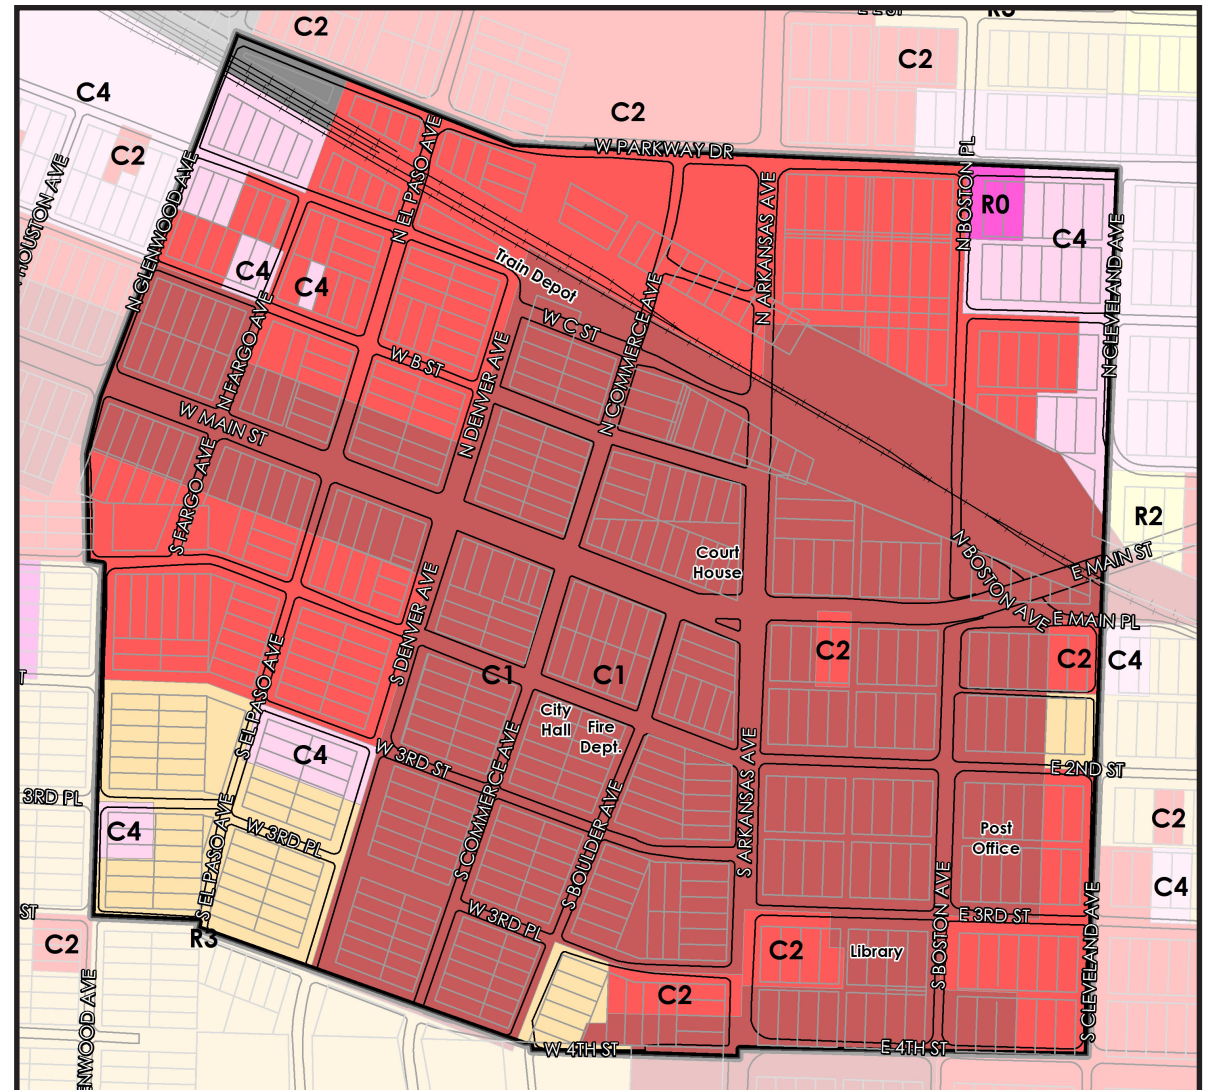 C2
R3
C2
C4
C2
W PARKWAY DR
C2
N HOUSTON AVE
N GLENWOOD AVE
N EL PASO AVE
N ARKANSAS AVE
N BOSTON PL
R0
C4
N CLEVELAND AVE
C4
C4
Train Depot
W C ST
N COMMERCE AVE
N FARGO AVE
W B ST
N DENVER AVE
W MAIN ST
S FARGO AVE
R2
Court
House
N BOSTON AVE
E MAIN ST
E MAIN PL
S DENVER AVE
C2
C2
C4
C1
C1
S EL PASO AVE
City
Hall
Fire
Dept.
C4
W 3RD ST
S COMMERCE AVE
S ARKANSAS AVE
E 2ND ST
3RD PL
C4
S EL PASO AVE
W 3RD PL
S BOULDER AVE
Post
Office
C2
C4
ST
C2
R3
W 3RD PL
C2
Library
S BOSTON AVE
E 3RD ST
S CLEVELAND AVE
C2
ENWOOD AVE
W 4TH ST
E 4TH ST